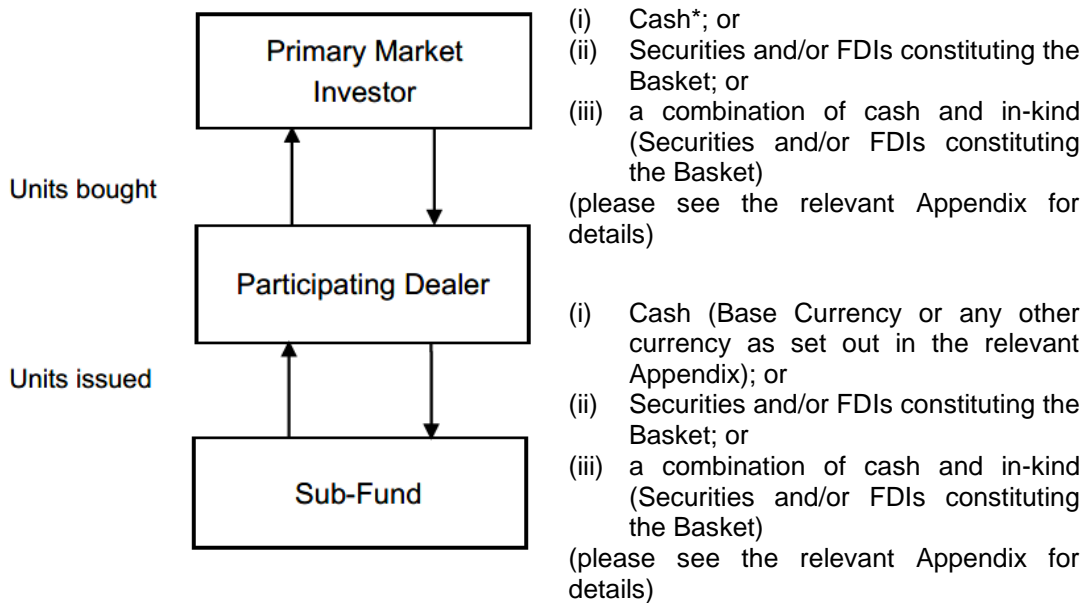 Primary Market
Investor
(i) Cash*; or
(ii) Securities and/or FDIs constituting the
Basket; or
(iii) a combination of cash and in-kind
(Securities and/or FDIs constituting
the Basket)
(please see the relevant Appendix for
details)
Units bought
Participating Dealer
(i) Cash (Base Currency or any other
currency as set out in the relevant
Appendix); or
(ii) Securities and/or FDIs constituting the
Basket; or
(iii) a combination of cash and in-kind
(Securities and/or FDIs constituting
the Basket)
(please see the relevant Appendix for
details)
Units issued
Sub-Fund